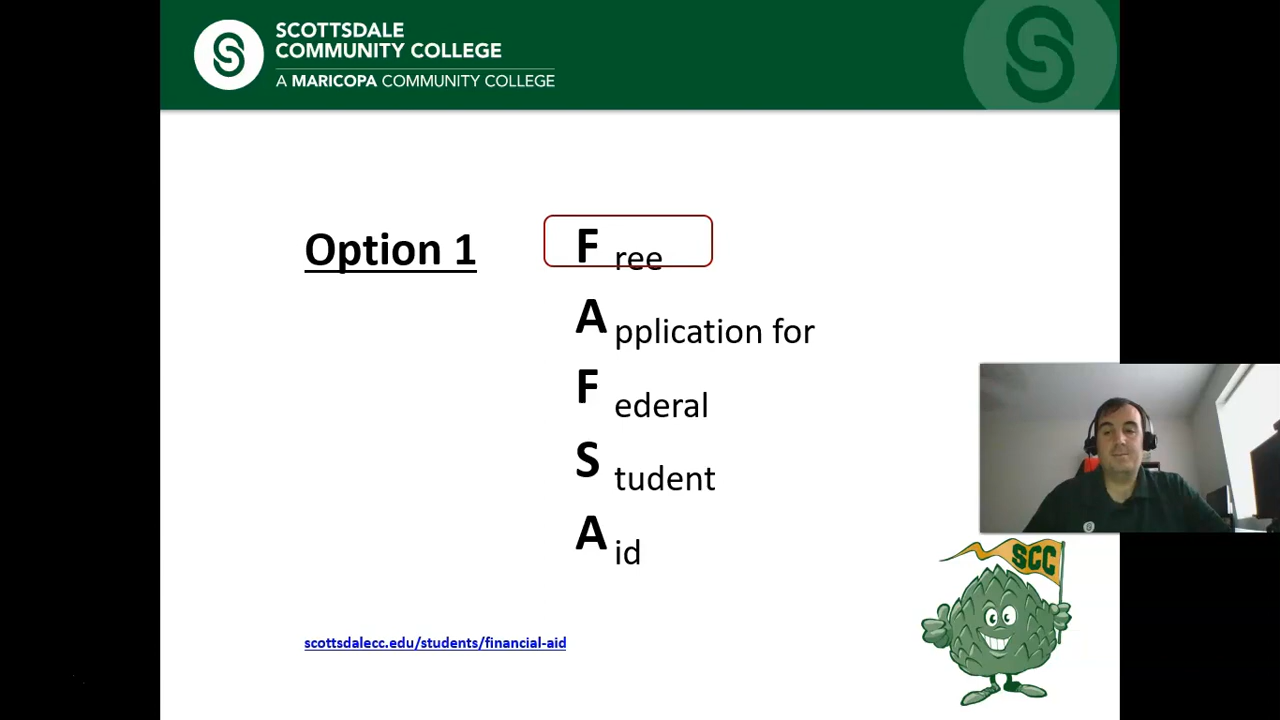 SCOTTSDALE
COMMUNITY COLLEGE
A MARICOPA COMMUNITY COLLEGE
Option 1
F ree
A pplication for
F ederal
S tudent
A id
SCC
scottsdalecc.edu/students/financial-aid